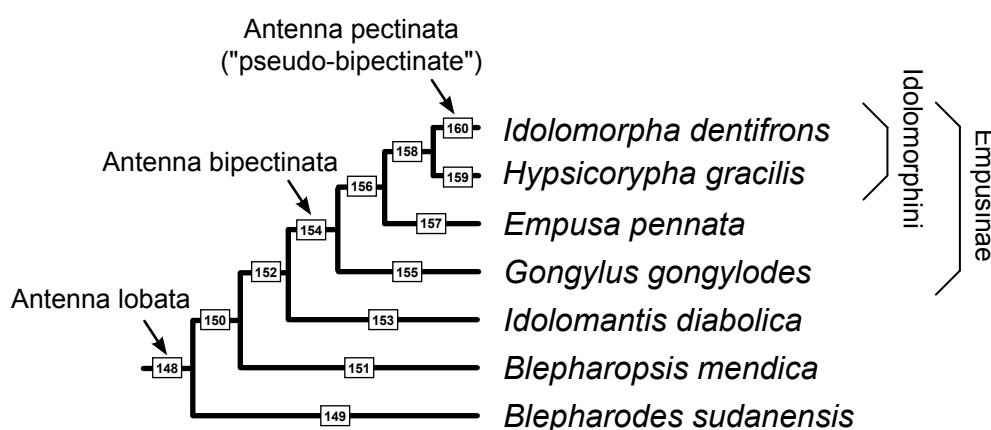 Antenna pectinata
("pseudo-bipectinate")
160
Idolomorpha dentifrons
158
Antenna bipectinata
159
Hypsicorypha gracilis
156
157
Empusa pennata
154
155
Gongylus gongylodes
152
Antenna lobata
150
153
Idolomantis diabolica
148
151
Blepharopsis mendica
149
Blepharodes sudanensis
Idolomorphini
Empusinae